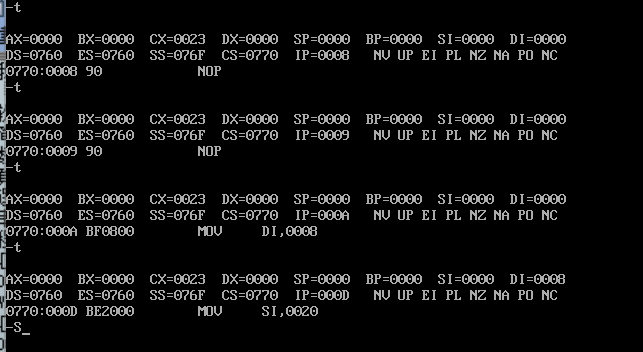 -t
AX=0000  BX=0000  CX=0023  DX=0000  SP=0000  BP=0000  SI=0000  DI=0000
DS=0760  ES=0760  SS=076F  CS=0770  IP=0008   NV UP EI PL NZ NA PO NC
0770:0008 90            NOP
-t
AX=0000  BX=0000  CX=0023  DX=0000  SP=0000  BP=0000  SI=0000  DI=0000
DS=0760  ES=0760  SS=076F  CS=0770  IP=0009   NV UP EI PL NZ NA PO NC
0770:0009 90            NOP
-t
AX=0000  BX=0000  CX=0023  DX=0000  SP=0000  BP=0000  SI=0000  DI=0000
DS=0760  ES=0760  SS=076F  CS=0770  IP=000A   NV UP EI PL NZ NA PO NC
0770:000A BF0800        MOV     DI,0008
-t
AX=0000  BX=0000  CX=0023  DX=0000  SP=0000  BP=0000  SI=0000  DI=0008
DS=0760  ES=0760  SS=076F  CS=0770  IP=000D   NV UP EI PL NZ NA PO NC
0770:000D BE2000        MOV     SI,0020
-S_